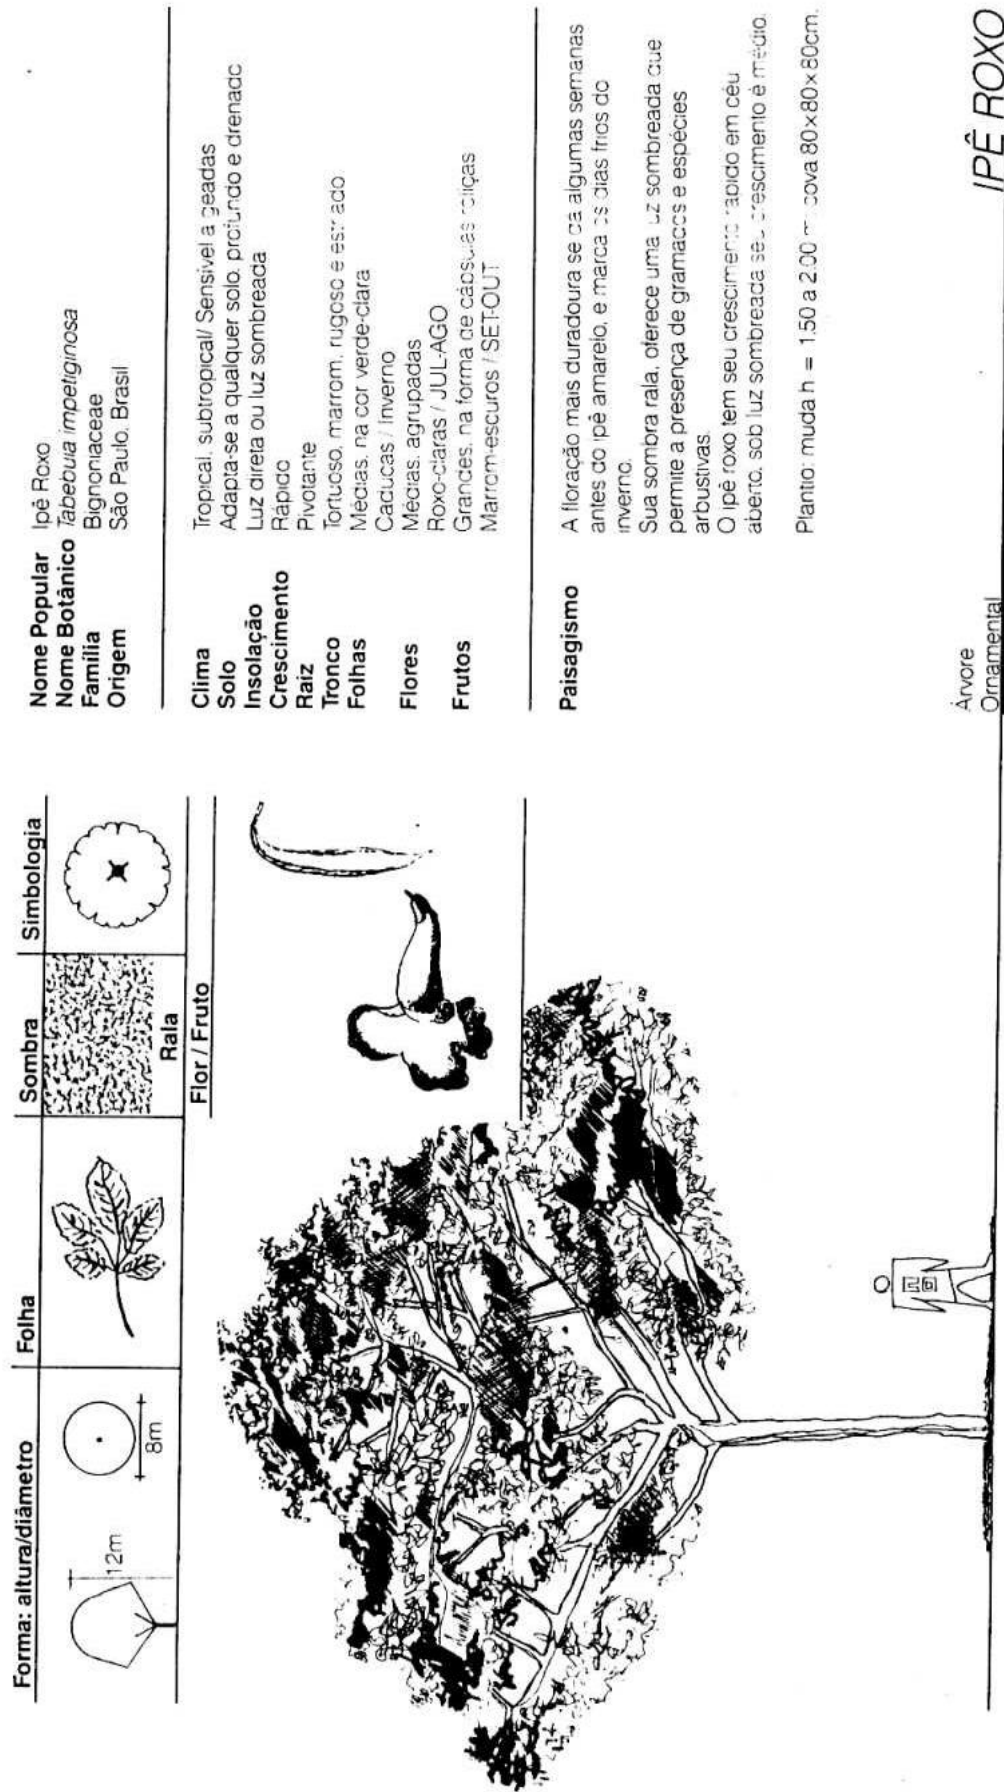 Forma: altura/diâmetro
Folha
Sombra
Simbologia
12m
8m
Rala
Flor / Fruto
Nome Popular Ipê Roxo
Nome Botânico Tabebuia impetiginosa
Família Bignoniaceae
Origem São Paulo, Brasil
Clima Tropical, subtropical/ Sensível a geadas
Solo Adapta-se a qualquer solo, profundo e drenado
Insolação Luz direta ou luz sombreada
Crescimento Rápido
Raiz Pivotante
Tronco Tortuoso, marrom, rugoso e estriado
Folhas Médias, na cor verde-clara
Caducas / Inverno
Flores Médias, agrupadas
Roxo-claras / JUL-AGO
Frutos Grandes, na forma de cápsulas roliças
Marrom-escuros / SET-OUT
Paisagismo A floração mais duradoura se dá algumas semanas
antes do ipê amarelo, e marca os dias frios do
inverno.
Sua sombra rala, oferece uma luz sombreada que
permite a presença de gramados e espécies
arbustivas.
O ipê roxo tem seu crescimento rápido em céu
aberto, sob luz sombreada seu crescimento é médio.
Plantio: muda h = 1.50 a 2.00 m: cova 80x80x80cm.
Árvore
Ornamental
IPÊ ROXO